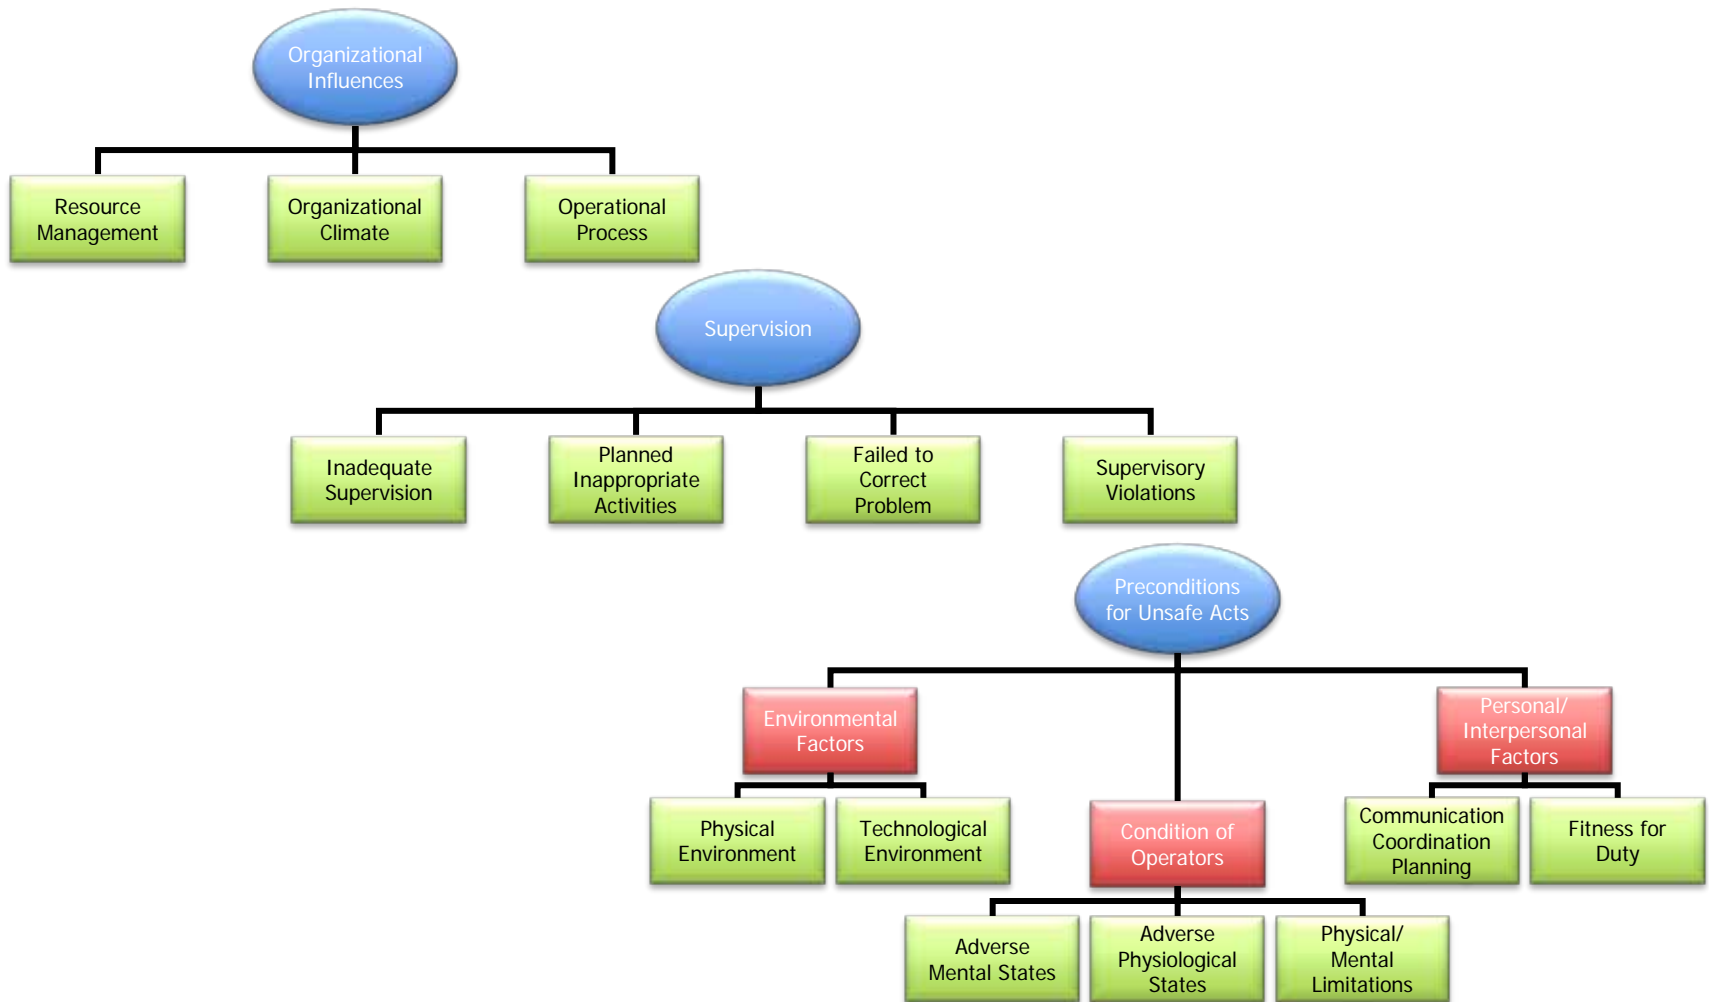 Organizational
Influences
Resource
Management
Organizational
Climate
Operational
Process
Supervision
Inadequate
Supervision
Planned
Inappropriate
Activities
Failed to
Correct
Problem
Supervisory
Violations
Preconditions
for Unsafe Acts
Environmental
Factors
Personal/
Interpersonal
Factors
Physical
Environment
Technological
Environment
Condition of
Operators
Communication
Coordination
Planning
Fitness for
Duty
Adverse
Mental States
Adverse
Physiological
States
Physical/
Mental
Limitations